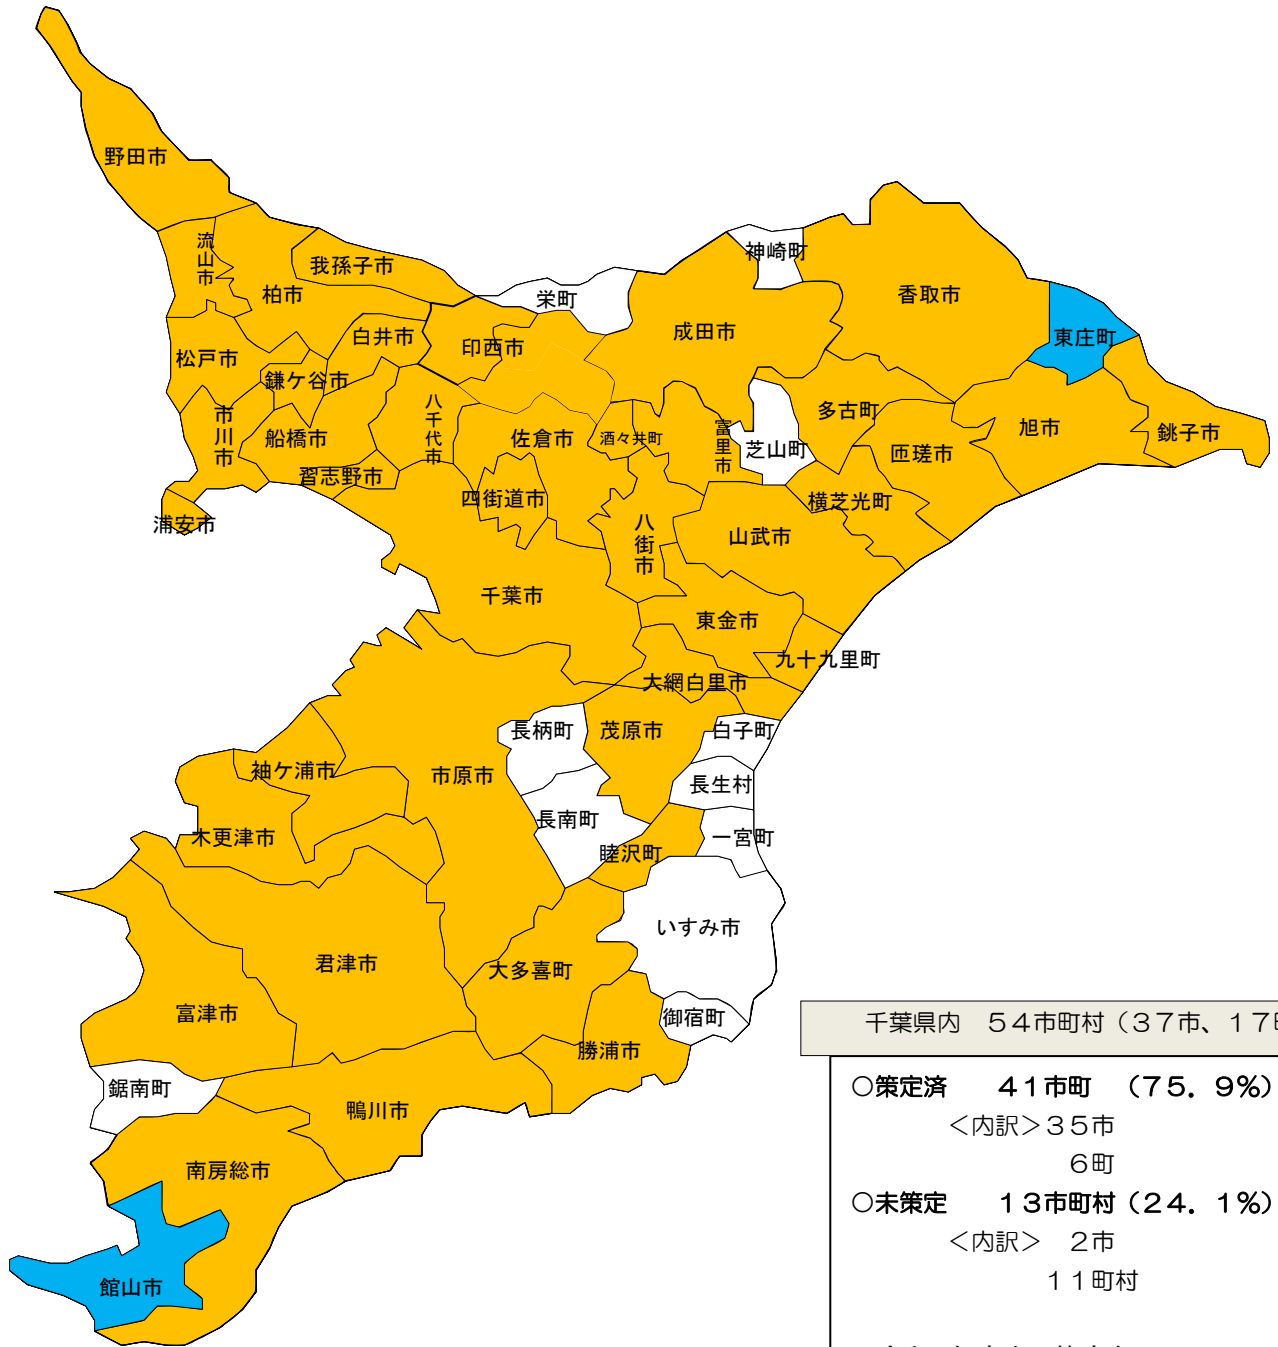 野田市
流山市
我孫子市
柏市
神崎町
栄町
香取市
成田市
東庄町
白井市
印西市
松戸市
鎌ケ谷市
八千代市
多古町
市川市
船橋市
佐倉市
酒々井町
富里市
芝山町
旭市
銚子市
匝瑳市
習志野市
四街道市
横芝光町
浦安市
八街市
山武市
千葉市
東金市
九十九里町
大網白里市
長柄町
茂原市
白子町
袖ケ浦市
市原市
長生村
長南町
木更津市
一宮町
睦沢町
いすみ市
君津市
大多喜町
富津市
御宿町
勝浦市
鋸南町
鴨川市
南房総市
館山市
千葉県内 54市町村(37市、17
○策定済 41市町 (75.9%)
<内訳>35市
6町
○未策定 13市町村(24.1%)
<内訳> 2市
11町村